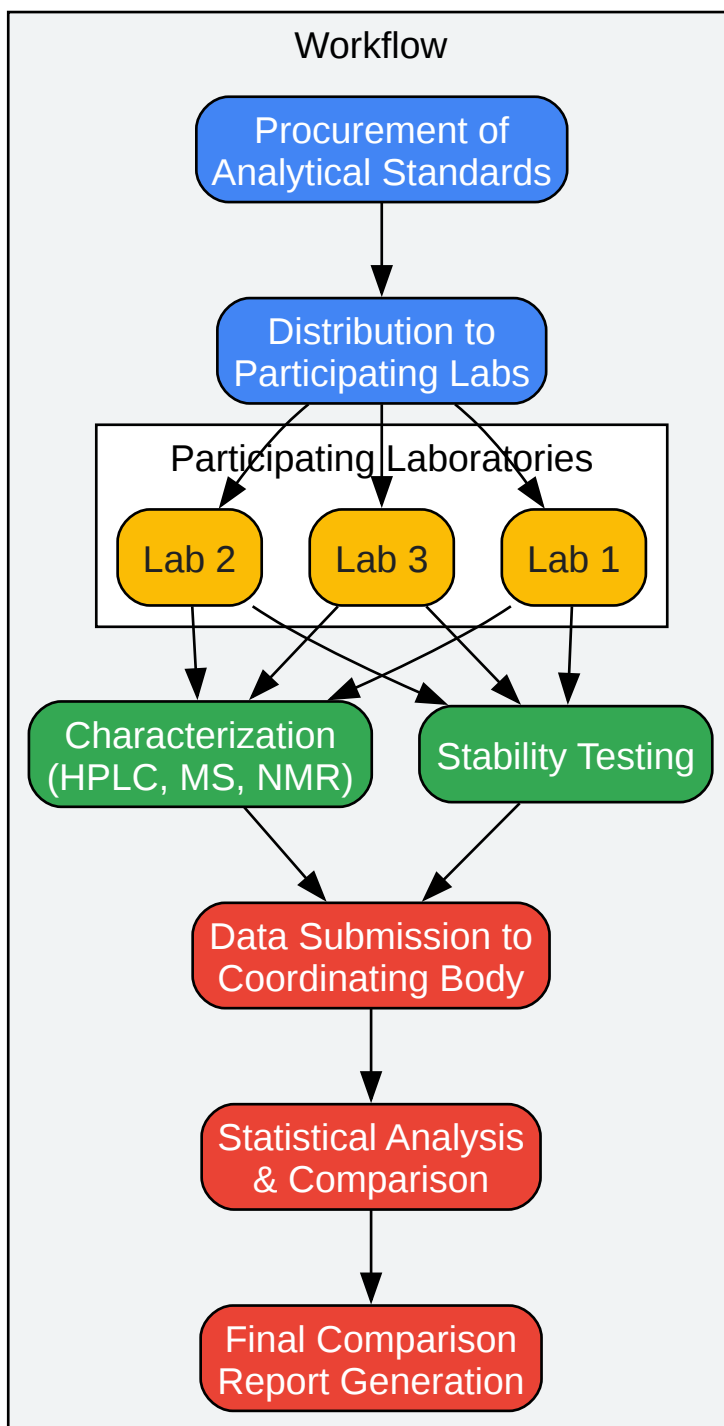 Workflow
Procurement of
Analytical Standards
Distribution to
Participating Labs
Participating Laboratories
Lab 2
Lab 3
Lab 1
Characterization
(HPLC, MS, NMR)
Stability Testing
Data Submission to
Coordinating Body
Statistical Analysis
& Comparison
Final Comparison
Report Generation